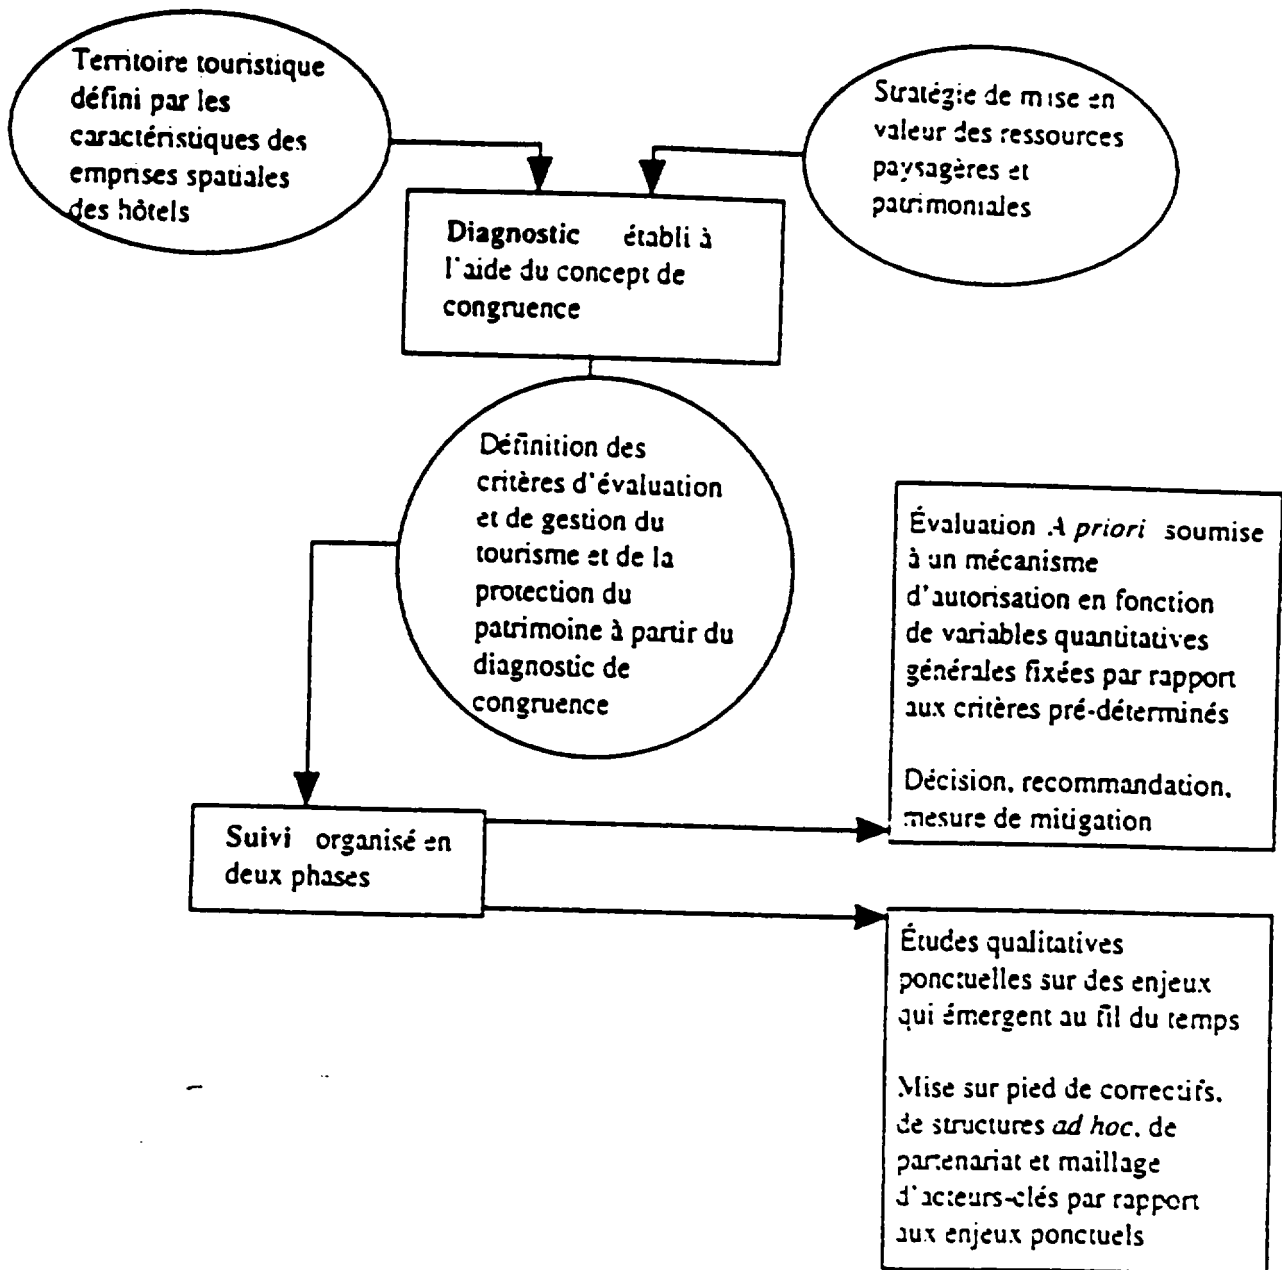 Territoire touristique
défini par les
caractéristiques des
emprises spatiales
des hôtels
Stratégie de mise en
valeur des ressources
paysagères et
patrimoniales
Diagnostic établi à
l'aide du concept de
congruence
Définition des
critères d'évaluation
et de gestion du
tourisme et de la
protection du
patrimoine à partir du
diagnostic de
congruence
Suivi organisé en
deux phases
Évaluation A priori soumise
à un mécanisme
d'autorisation en fonction
de variables quantitatives
générales fixées par rapport
aux critères pré-déterminés
Décision, recommandation,
mesure de mitigation
Études qualitatives
ponctuelles sur des enjeux
qui émergent au fil du temps
Mise sur pied de correctifs,
de structures ad hoc, de
partenariat et maillage
d'acteurs-clés par rapport
aux enjeux ponctuels